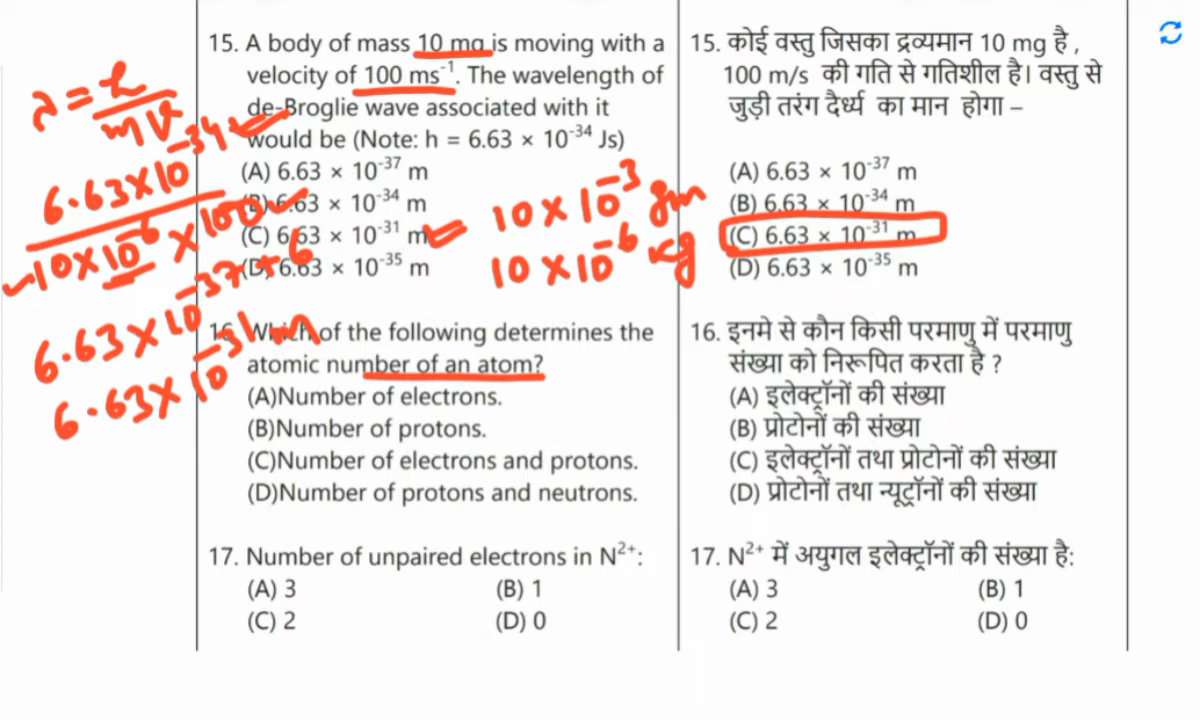 15. A body of mass 10 mg is moving with a
velocity of 100 ms⁻¹. The wavelength of
de-Broglie wave associated with it
would be (Note: h = 6.63 × 10⁻³⁴ Js)
(A) 6.63 × 10⁻³⁷ m
(B) 6.63 × 10⁻³⁴ m
(C) 6.63 × 10⁻³¹ m
(D) 6.63 × 10⁻³⁵ m
16. Which of the following determines the
atomic number of an atom?
(A)Number of electrons.
(B)Number of protons.
(C)Number of electrons and protons.
(D)Number of protons and neutrons.
17. Number of unpaired electrons in N²⁺:
(A) 3 (B) 1
(C) 2 (D) 0
15. कोई वस्तु जिसका द्रव्यमान 10 mg है ,
100 m/s की गति से गतिशील है। वस्तु से
जुड़ी तरंग दैर्ध्य का मान होगा –
(A) 6.63 × 10⁻³⁷ m
(B) 6.63 × 10⁻³⁴ m
(C) 6.63 × 10⁻³¹ m
(D) 6.63 × 10⁻³⁵ m
16. इनमे से कौन किसी परमाणु में परमाणु
संख्या को निरूपित करता है ?
(A) इलेक्ट्रॉनों की संख्या
(B) प्रोटोनों की संख्या
(C) इलेक्ट्रॉनों तथा प्रोटोनों की संख्या
(D) प्रोटोनों तथा न्यूट्रॉनों की संख्या
17. N²⁺ में अयुगल इलेक्ट्रॉनों की संख्या है:
(A) 3 (B) 1
(C) 2 (D) 0
λ = h
mv
6.63×10⁻³⁴
10×10⁻⁶ × 100
6.63×10⁻³⁷⁺⁶
6.63×10⁻³¹ m
= 10×10⁻³ gm
10×10⁻⁶ kg